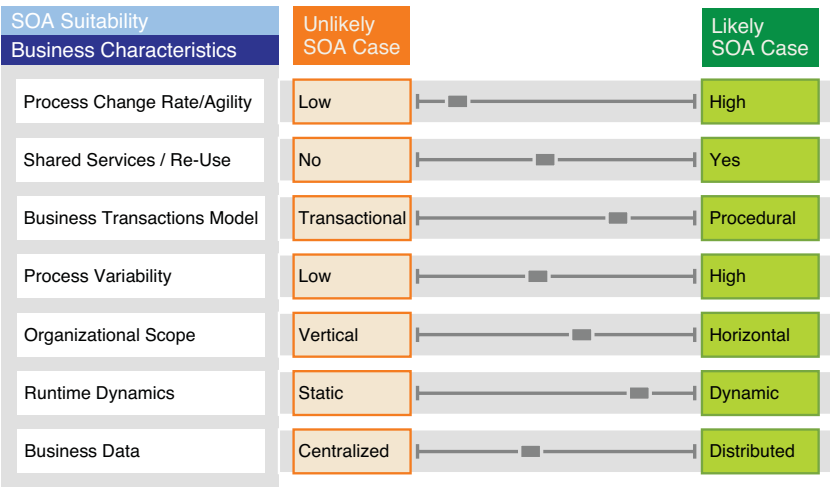 SOA Suitability
Business Characteristics
Unlikely
SOA Case
Likely
SOA Case
Process Change Rate/Agility
Low
High
Shared Services / Re-Use
No
Yes
Business Transactions Model
Transactional
Procedural
Process Variability
Low
High
Organizational Scope
Vertical
Horizontal
Runtime Dynamics
Static
Dynamic
Business Data
Centralized
Distributed